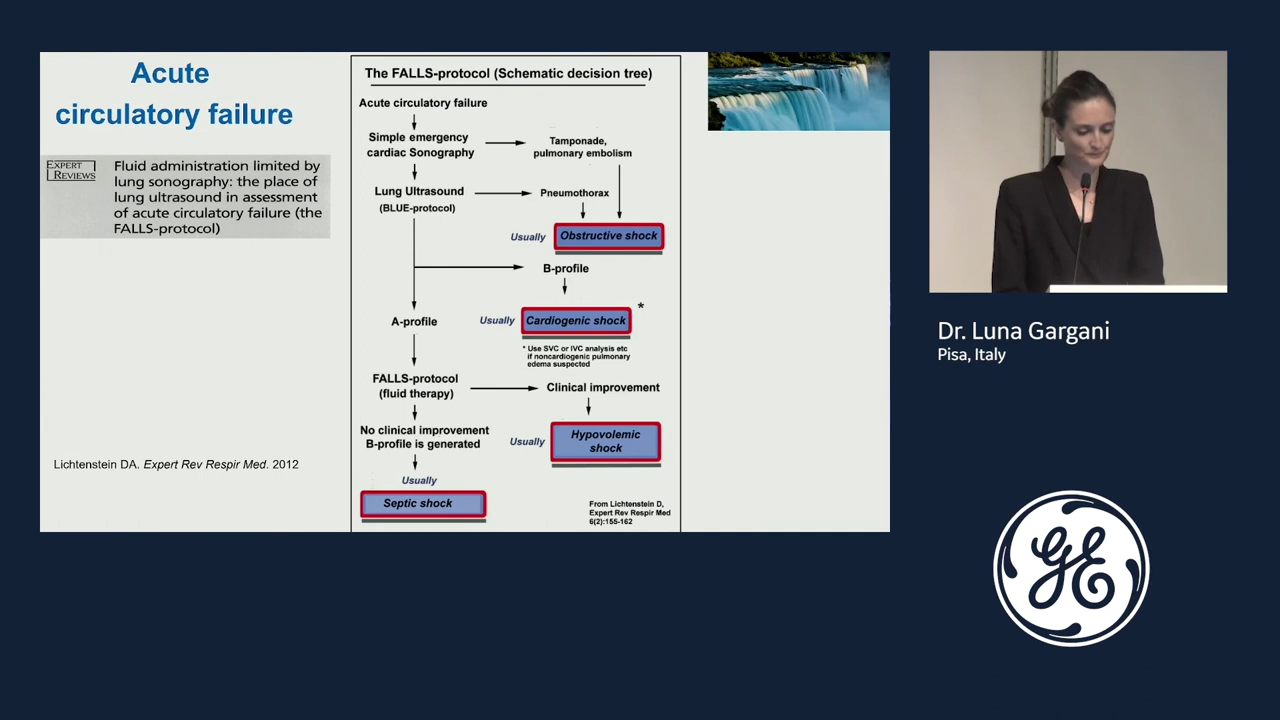 Acute
circulatory failure
EXPERT
REVIEWS
Fluid administration limited by
lung sonography: the place of
lung ultrasound in assessment
of acute circulatory failure (the
FALLS-protocol)
Lichtenstein DA. Expert Rev Respir Med. 2012
The FALLS-protocol (Schematic decision tree)
Acute circulatory failure
Simple emergency
cardiac Sonography
Tamponade,
pulmonary embolism
Lung Ultrasound
(BLUE-protocol)
Pneumothorax
Usually
Obstructive shock
B-profile
A-profile
Usually
Cardiogenic shock
*
* Use SVC or IVC analysis etc
if noncardiogenic pulmonary
edema suspected
FALLS-protocol
(fluid therapy)
Clinical improvement
No clinical improvement
B-profile is generated
Usually
Hypovolemic
shock
Usually
Septic shock
From Lichtenstein D,
Expert Rev Respir Med
6(2):155-162
Dr. Luna Gargani
Pisa, Italy
GE